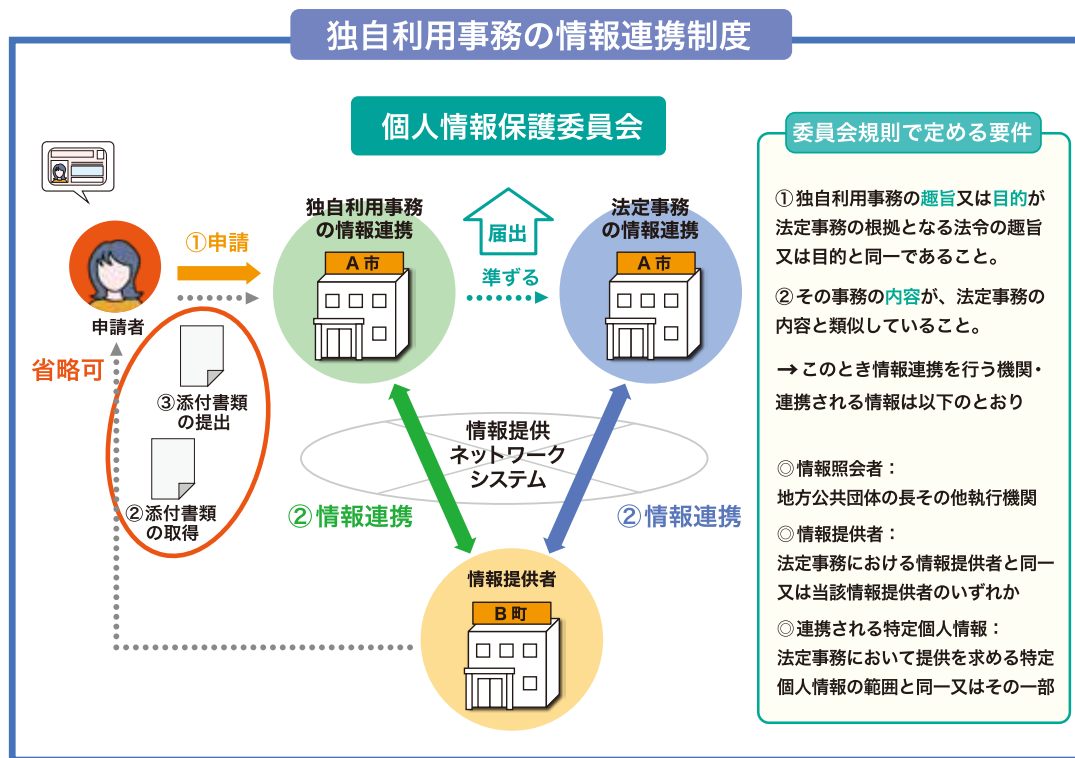 独自利用事務の情報連携制度
個人情報保護委員会
独自利用事務
の情報連携
A市
届出
準ずる
法定事務
の情報連携
A市
①申請
申請者
省略可
③添付書類
の提出
②添付書類
の取得
情報提供
ネットワーク
システム
②情報連携
②情報連携
情報提供者
B町
委員会規則で定める要件
①独自利用事務の趣旨又は目的が
法定事務の根拠となる法令の趣旨
又は目的と同一であること。
②その事務の内容が、法定事務の
内容と類似していること。
→このとき情報連携を行う機関・
連携される情報は以下のとおり
◎情報照会者：
地方公共団体の長その他執行機関
◎情報提供者：
法定事務における情報提供者と同一
又は当該情報提供者のいずれか
◎連携される特定個人情報：
法定事務において提供を求める特定
個人情報の範囲と同一又はその一部